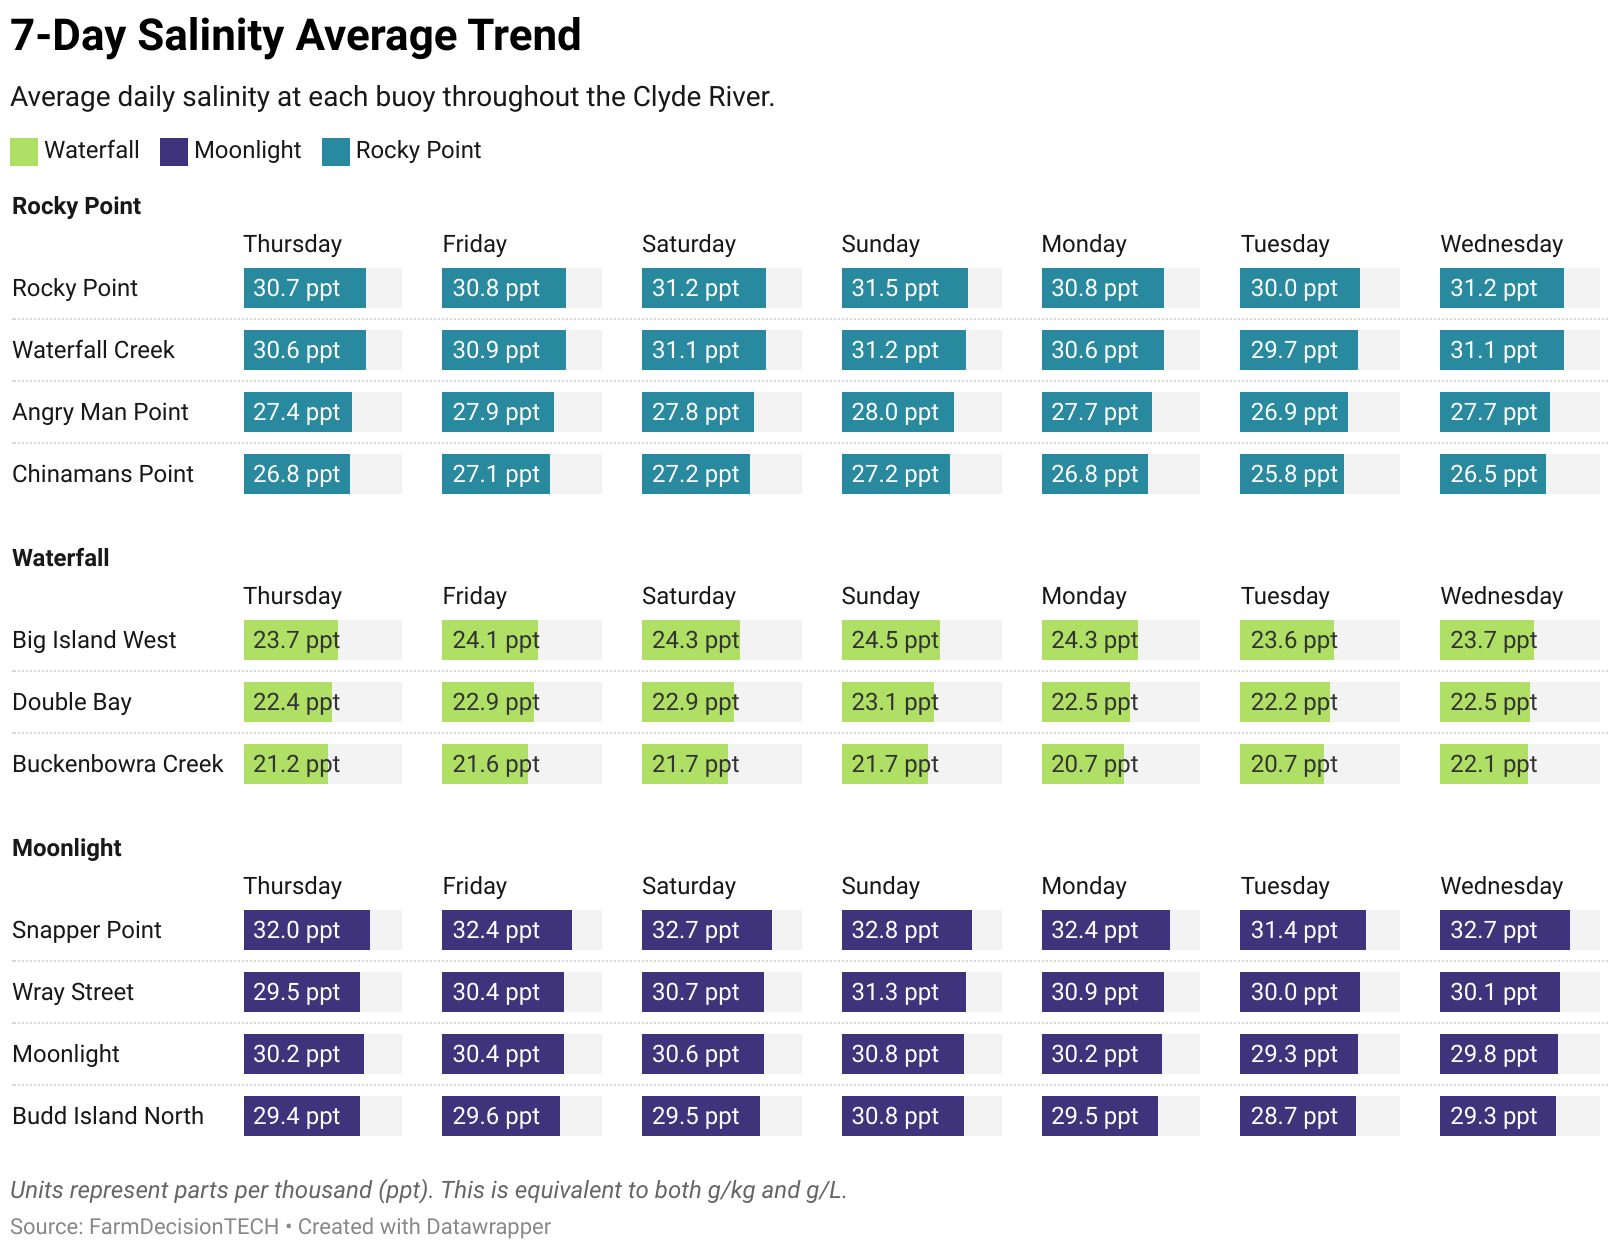 7-Day Salinity Average Trend
Average daily salinity at each buoy throughout the Clyde River.
Waterfall Moonlight Rocky Point
Rocky Point
Thursday Friday Saturday Sunday Monday Tuesday Wednesday
Rocky Point 30.7 ppt 30.8 ppt 31.2 ppt 31.5 ppt 30.8 ppt 30.0 ppt 31.2 ppt
Waterfall Creek 30.6 ppt 30.9 ppt 31.1 ppt 31.2 ppt 30.6 ppt 29.7 ppt 31.1 ppt
Angry Man Point 27.4 ppt 27.9 ppt 27.8 ppt 28.0 ppt 27.7 ppt 26.9 ppt 27.7 ppt
Chinamans Point 26.8 ppt 27.1 ppt 27.2 ppt 27.2 ppt 26.8 ppt 25.8 ppt 26.5 ppt
Waterfall
Thursday Friday Saturday Sunday Monday Tuesday Wednesday
Big Island West 23.7 ppt 24.1 ppt 24.3 ppt 24.5 ppt 24.3 ppt 23.6 ppt 23.7 ppt
Double Bay 22.4 ppt 22.9 ppt 22.9 ppt 23.1 ppt 22.5 ppt 22.2 ppt 22.5 ppt
Buckenbowra Creek 21.2 ppt 21.6 ppt 21.7 ppt 21.7 ppt 20.7 ppt 20.7 ppt 22.1 ppt
Moonlight
Thursday Friday Saturday Sunday Monday Tuesday Wednesday
Snapper Point 32.0 ppt 32.4 ppt 32.7 ppt 32.8 ppt 32.4 ppt 31.4 ppt 32.7 ppt
Wray Street 29.5 ppt 30.4 ppt 30.7 ppt 31.3 ppt 30.9 ppt 30.0 ppt 30.1 ppt
Moonlight 30.2 ppt 30.4 ppt 30.6 ppt 30.8 ppt 30.2 ppt 29.3 ppt 29.8 ppt
Budd Island North 29.4 ppt 29.6 ppt 29.5 ppt 30.8 ppt 29.5 ppt 28.7 ppt 29.3 ppt
Units represent parts per thousand (ppt). This is equivalent to both g/kg and g/L.
Source: FarmDecisionTECH • Created with Datawrapper